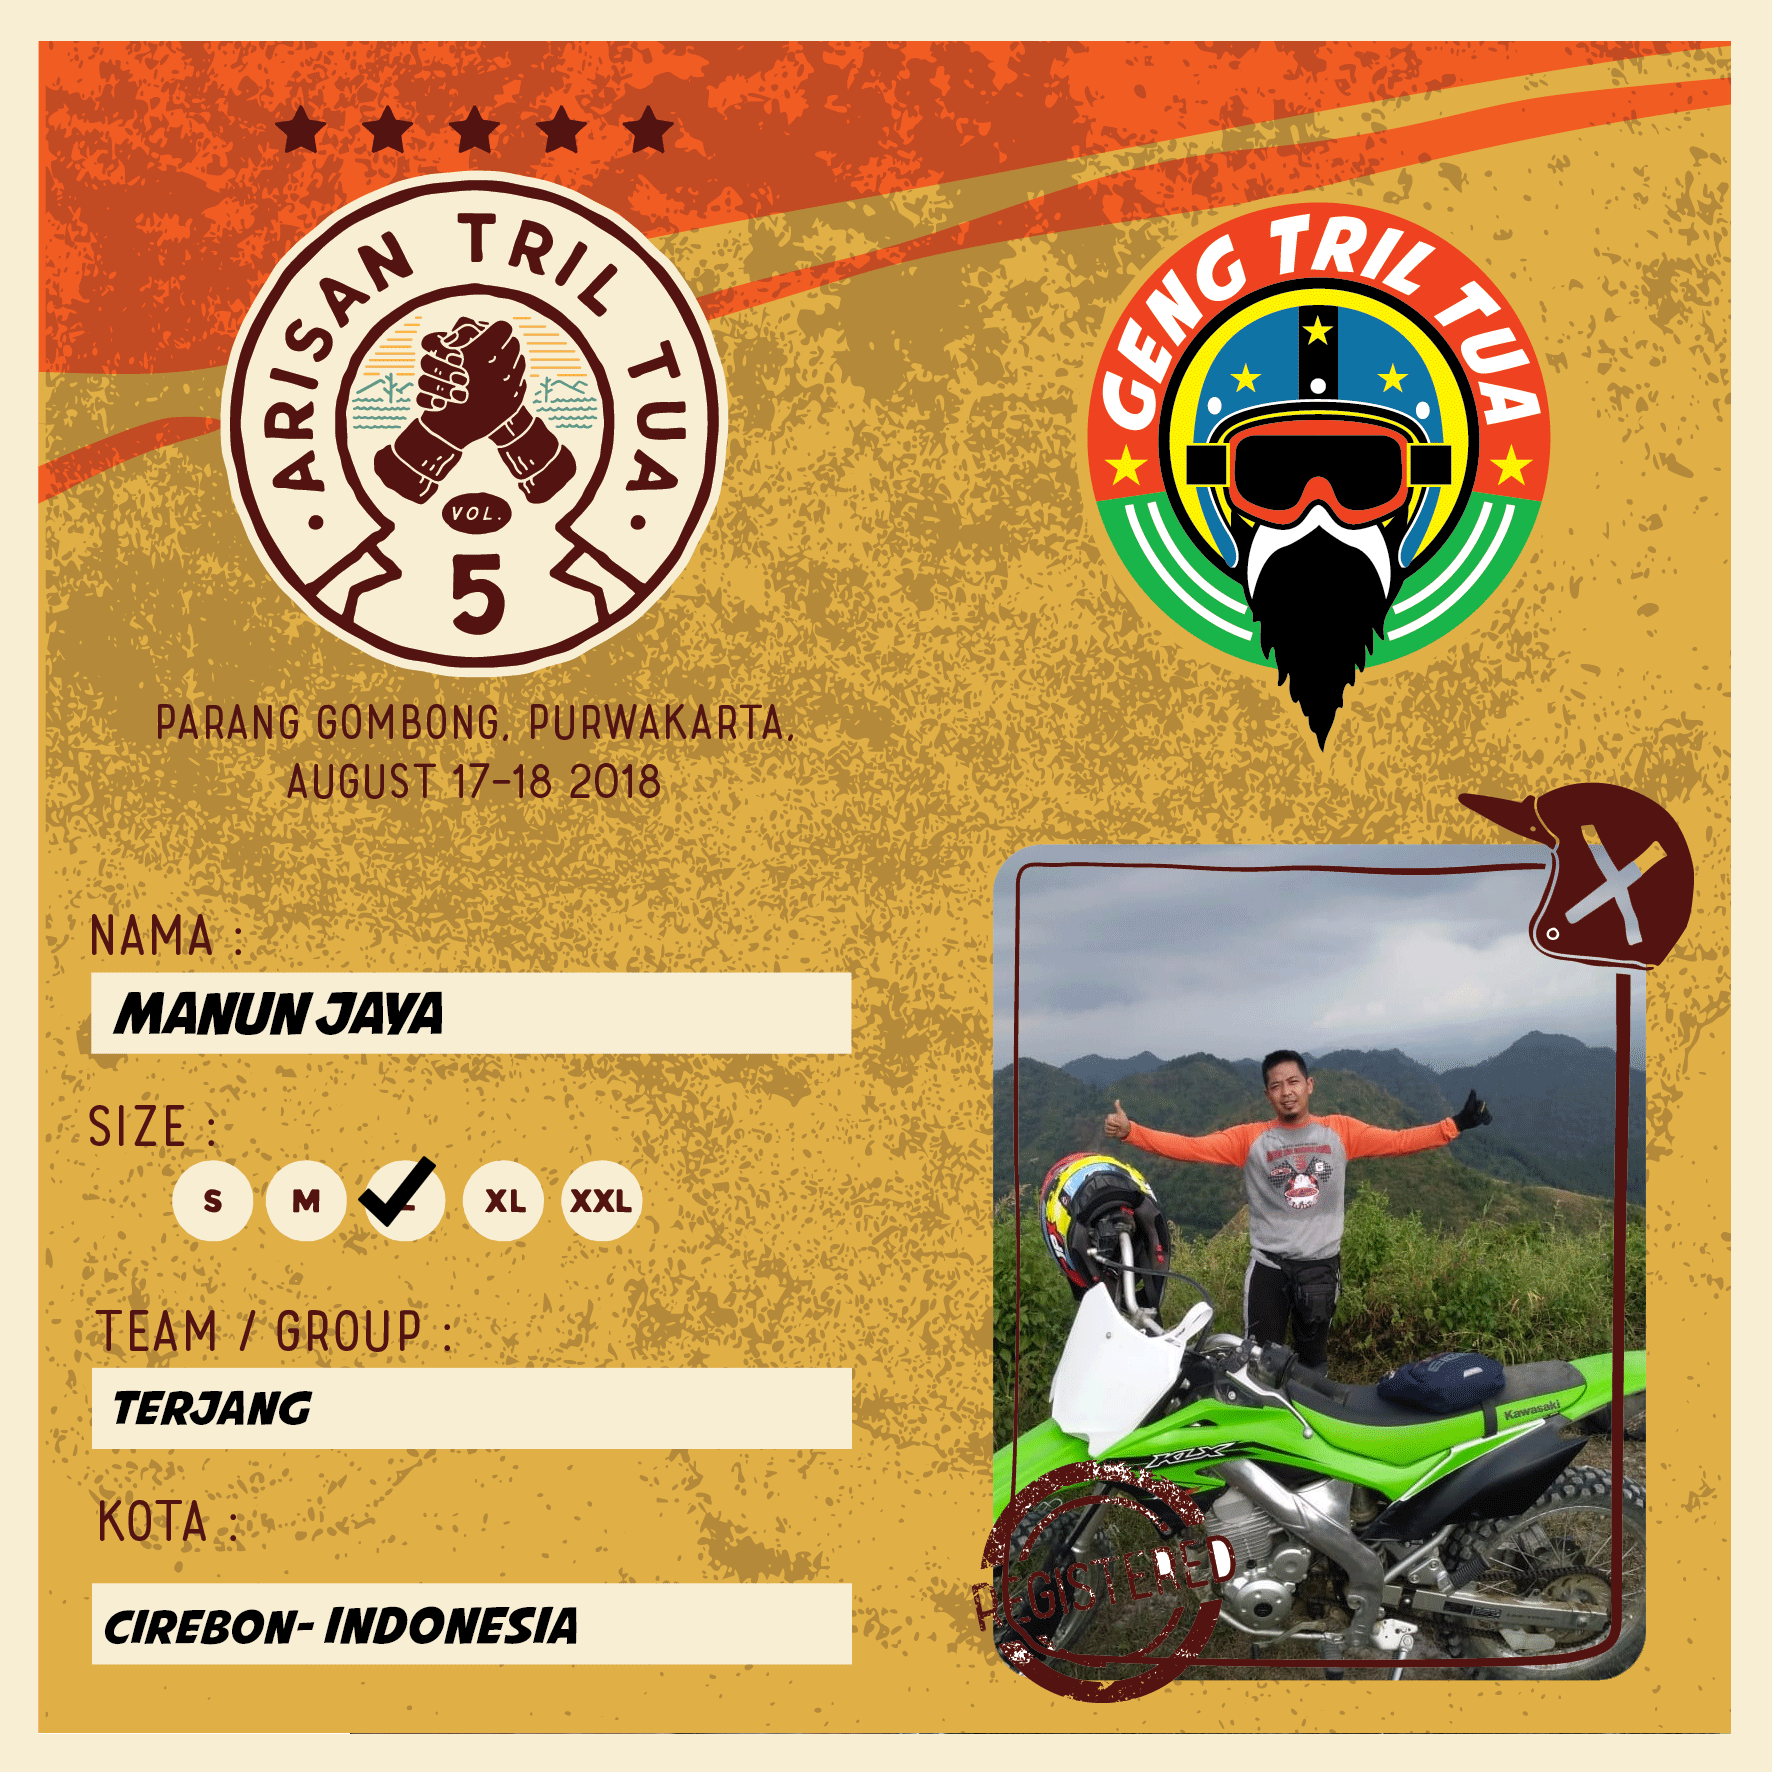 ARISAN TRIL TUA
VOL.
5
GENG TRIL TUA
PARANG GOMBONG, PURWAKARTA,
AUGUST 17-18 2018
NAMA :
MANUN JAYA
SIZE :
S M L XL XXL
TEAM / GROUP :
TERJANG
KOTA :
CIREBON- INDONESIA
Kawasaki
KLX
REGISTERED